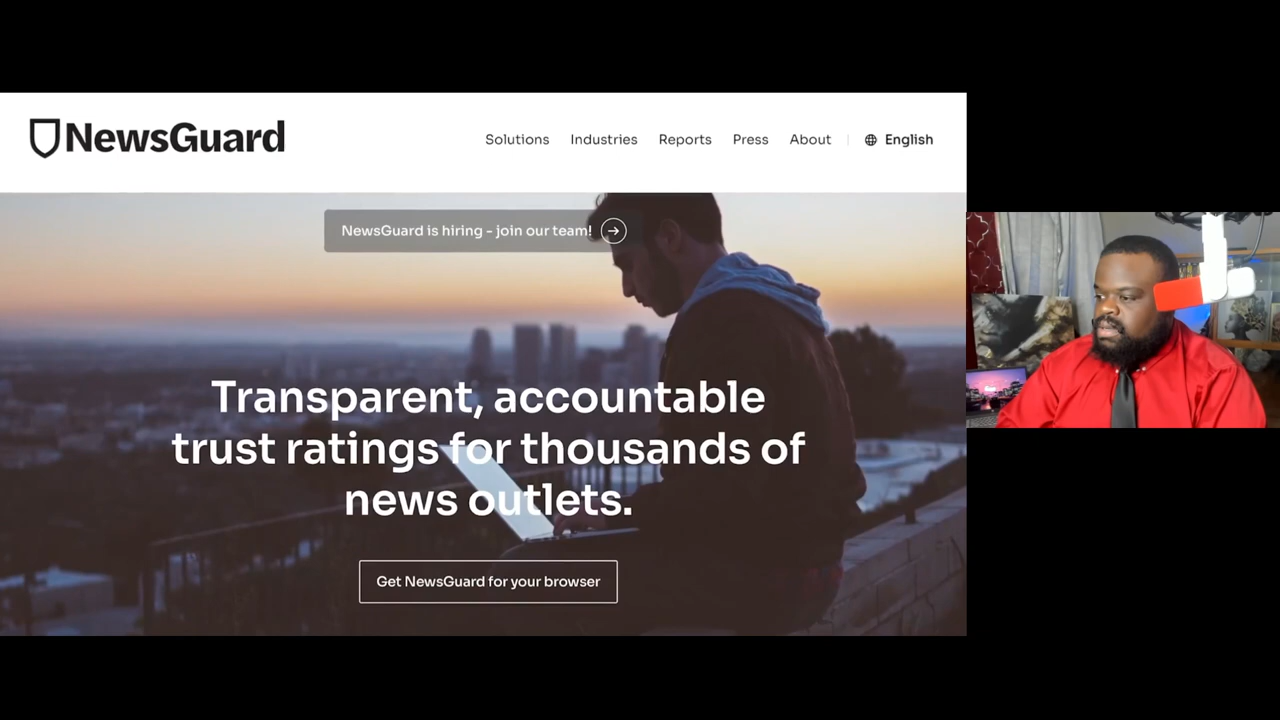 NewsGuard
Solutions Industries Reports Press About English
NewsGuard is hiring - join our team!
Transparent, accountable
trust ratings for thousands of
news outlets.
Get NewsGuard for your browser